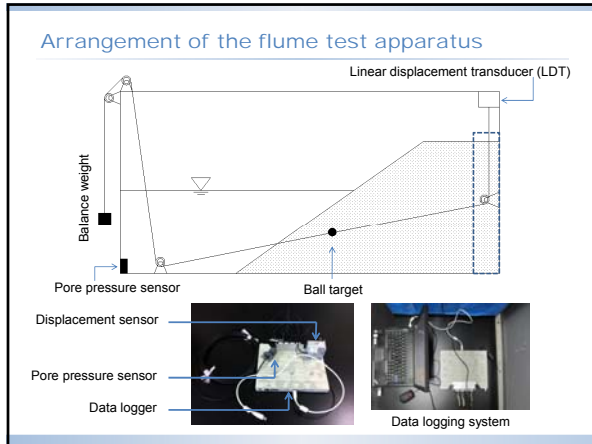 Arrangement of the flume test apparatus
Linear displacement transducer (LDT)
Balance weight
Pore pressure sensor
Ball target
Displacement sensor
Pore pressure sensor
Data logger
Data logging system